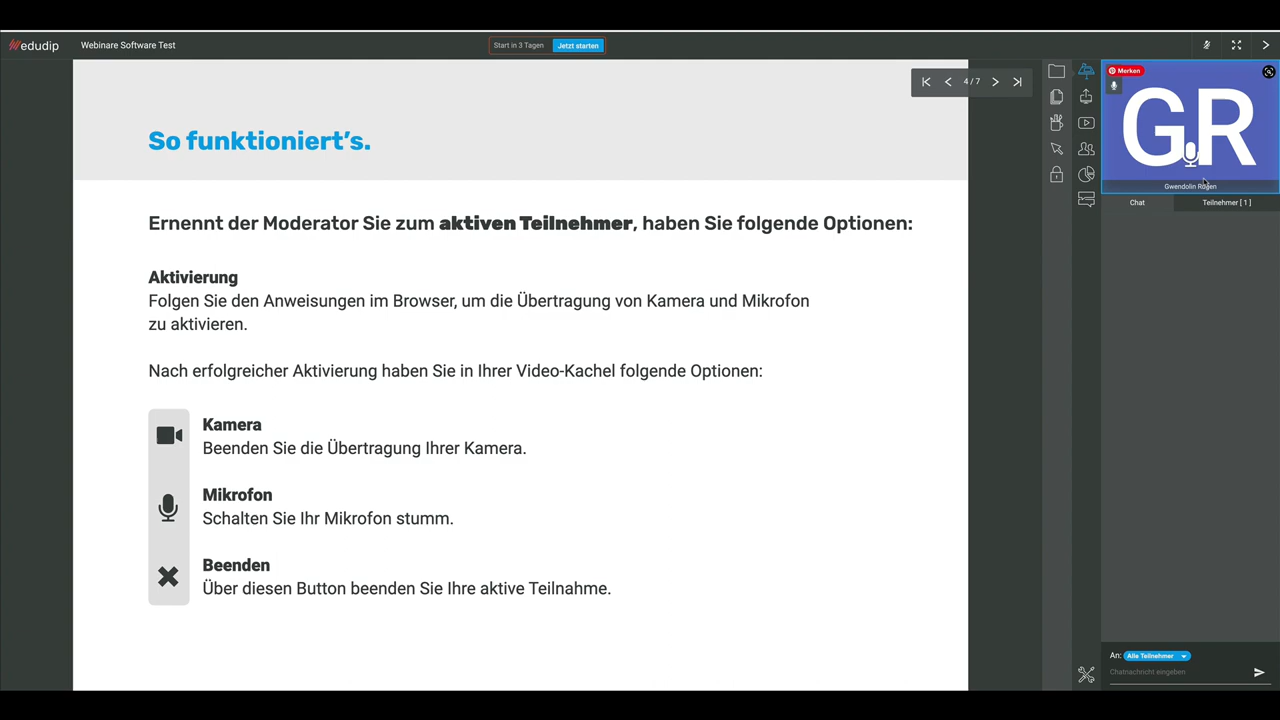 edudip
Webinare Software Test
Start in 3 Tagen
Jetzt starten
4 / 7
So funktioniert's.
Ernennt der Moderator Sie zum aktiven Teilnehmer, haben Sie folgende Optionen:
Aktivierung
Folgen Sie den Anweisungen im Browser, um die Übertragung von Kamera und Mikrofon
zu aktivieren.
Nach erfolgreicher Aktivierung haben Sie in Ihrer Video-Kachel folgende Optionen:
Kamera
Beenden Sie die Übertragung Ihrer Kamera.
Mikrofon
Schalten Sie Ihr Mikrofon stumm.
Beenden
Über diesen Button beenden Sie Ihre aktive Teilnahme.
Merken
GR
Gwendolin
Chat
Teilnehmer [ 1 ]
An: Alle Teilnehmer
Chatnachricht eingeben